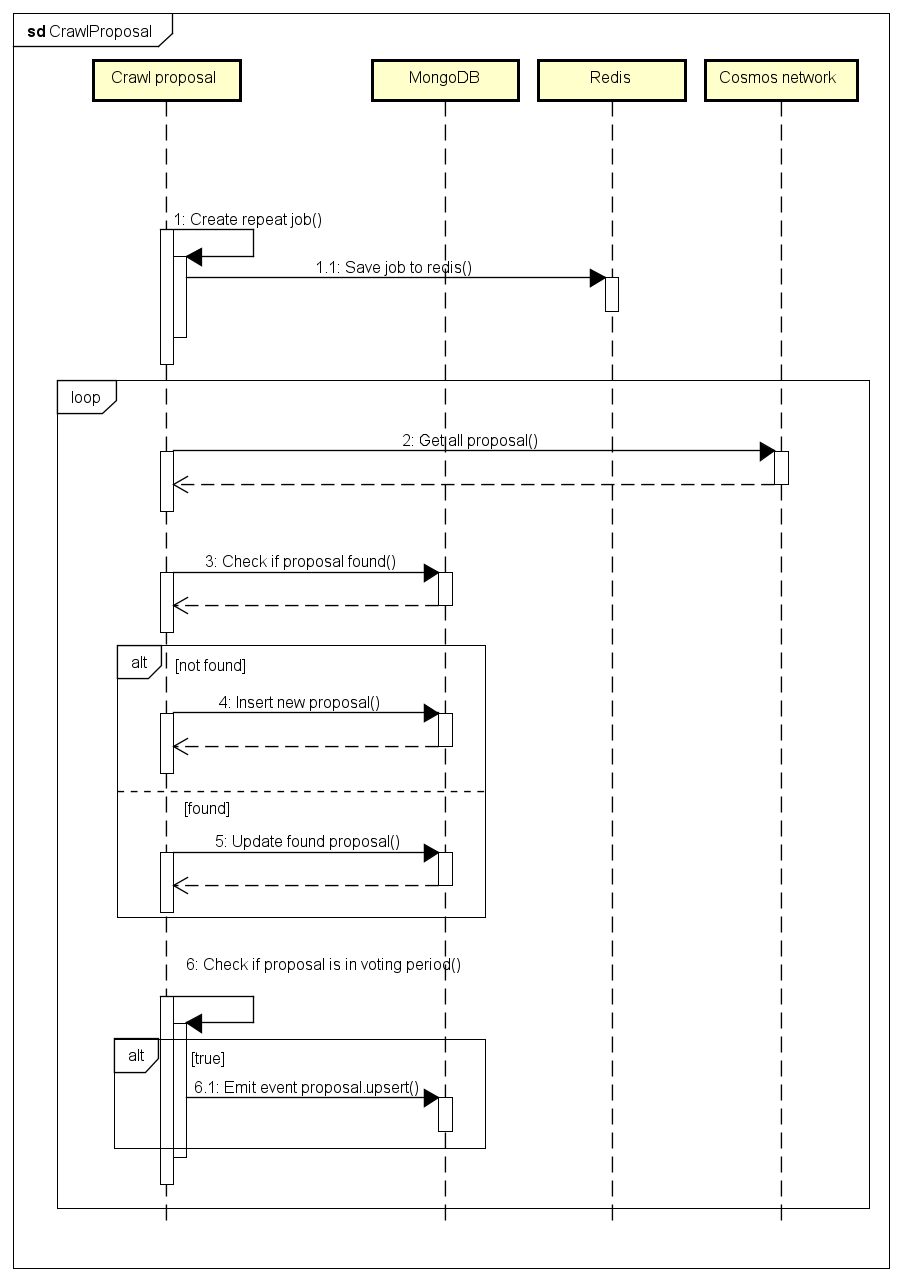 sd CrawlProposal
Crawl proposal
MongoDB
Redis
Cosmos network
1: Create repeat job()
1.1: Save job to redis()
loop
2: Get all proposal()
3: Check if proposal found()
alt
[not found]
4: Insert new proposal()
[found]
5: Update found proposal()
6: Check if proposal is in voting period()
alt
[true]
6.1: Emit event proposal.upsert()